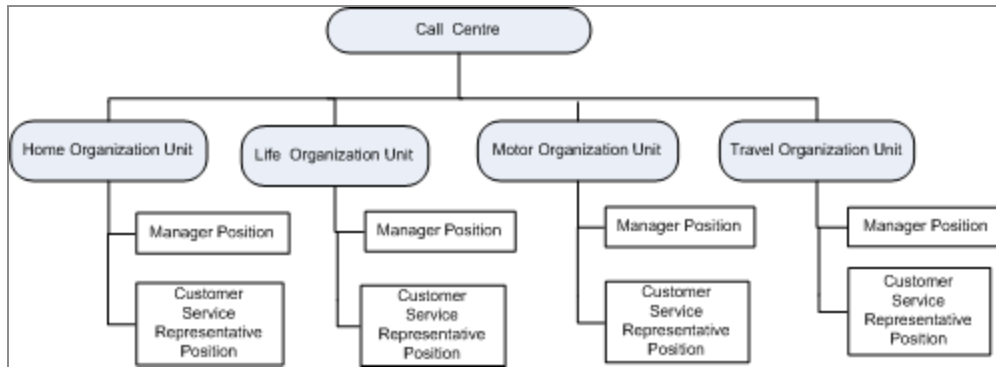 Call Centre
Home Organization Unit
Life Organization Unit
Motor Organization Unit
Travel Organization Unit
Manager Position
Manager Position
Manager Position
Manager Position
Customer
Service
Representative
Position
Customer
Service
Representative
Position
Customer
Service
Representative
Position
Customer
Service
Representative
Position